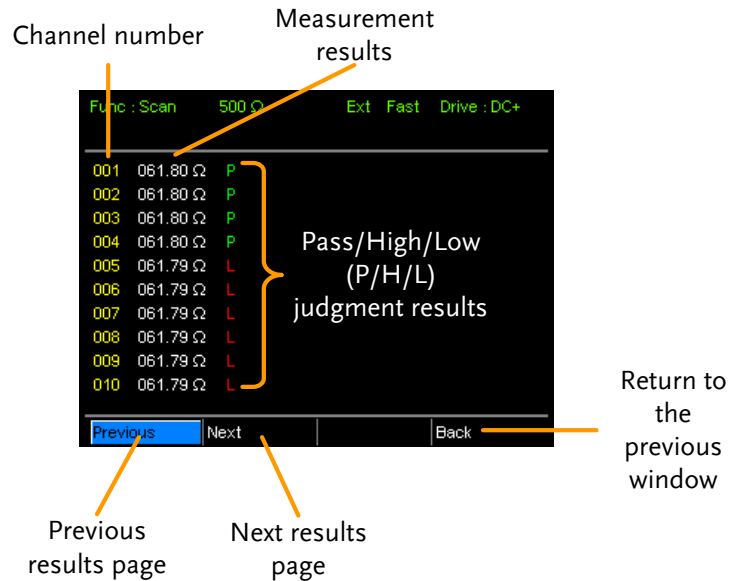 Channel number
Measurement
results
Func : Scan 500 Ω Ext Fast Drive : DC+
001 061.80 Ω P
002 061.80 Ω P
003 061.80 Ω P
004 061.80 Ω P
005 061.79 Ω L
006 061.79 Ω L
007 061.79 Ω L
008 061.79 Ω L
009 061.79 Ω L
010 061.79 Ω L
Pass/High/Low
(P/H/L)
judgment results
Previous Next Back
Return to
the
previous
window
Previous
results page
Next results
page